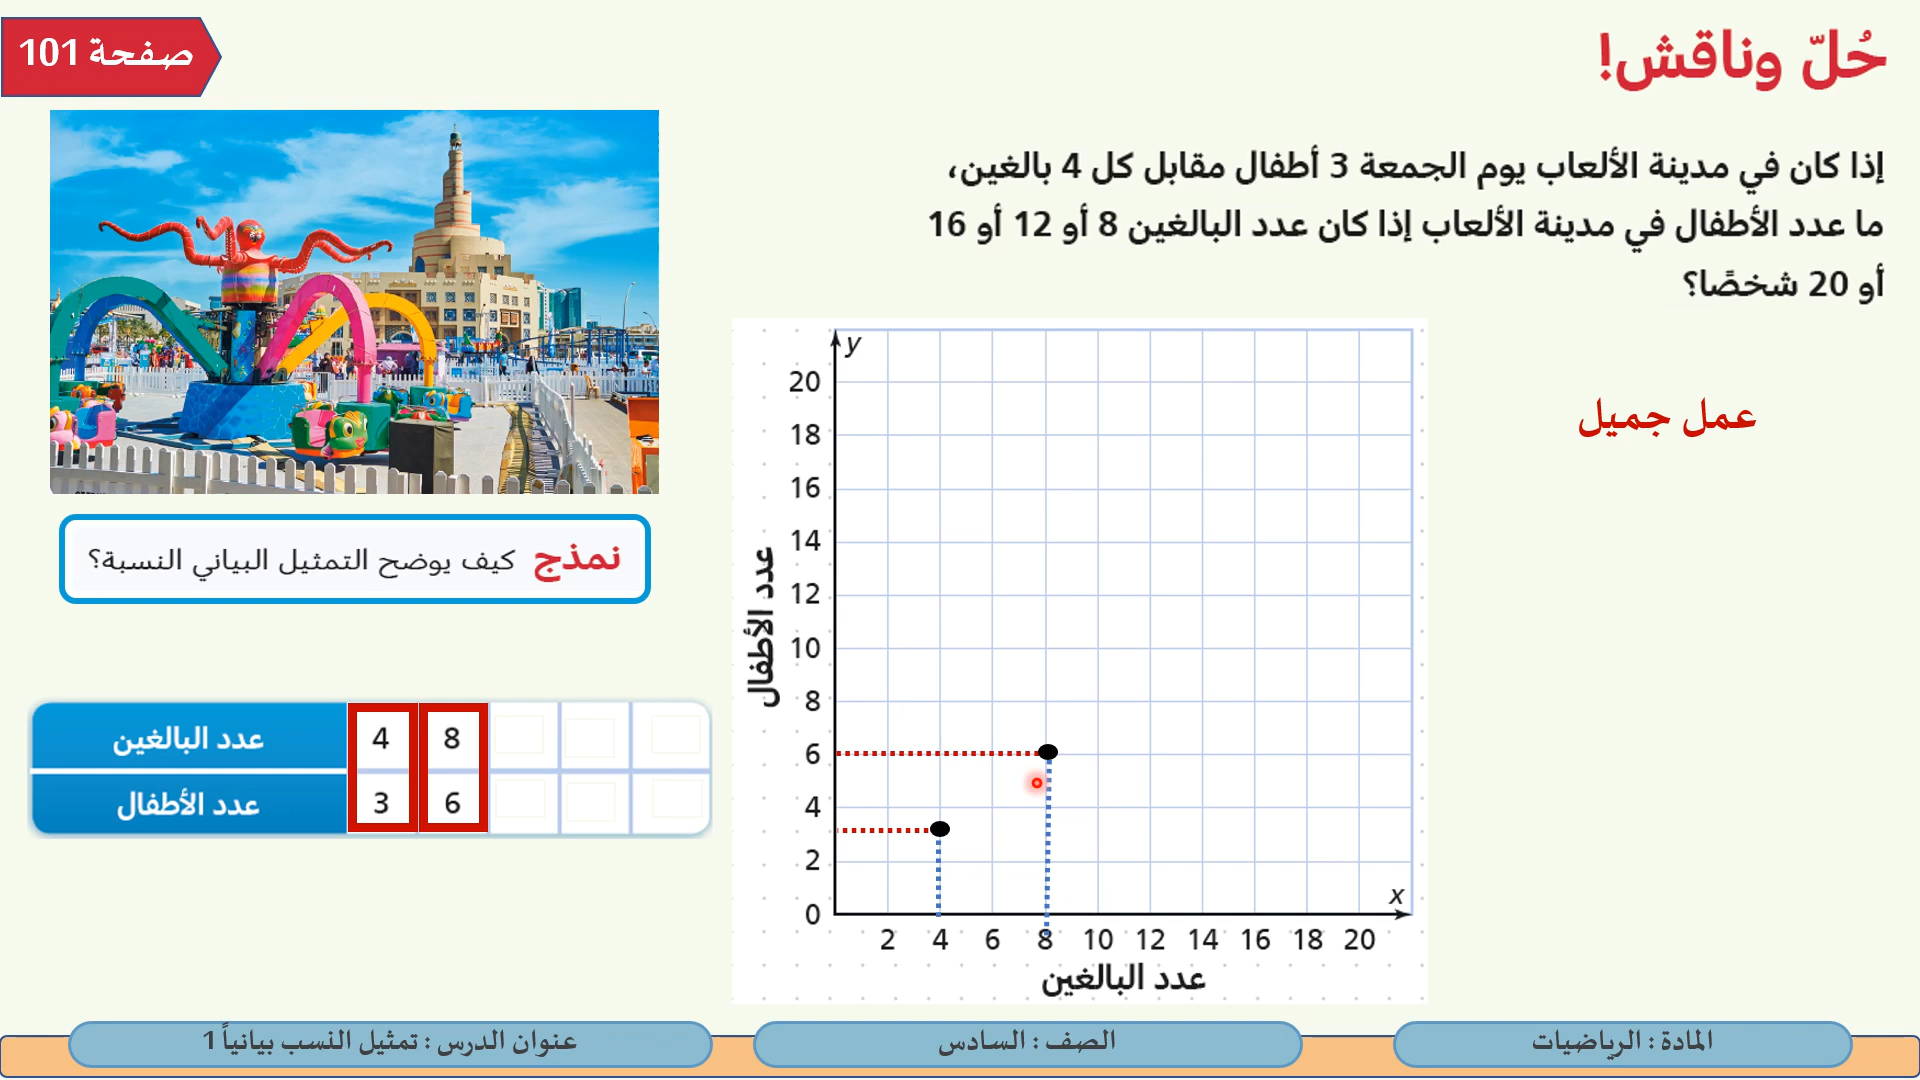 حُلّ وناقش!
صفحة 101
إذا كان في مدينة الألعاب يوم الجمعة 3 أطفال مقابل كل 4 بالغين،
ما عدد الأطفال في مدينة الألعاب إذا كان عدد البالغين 8 أو 12 أو 16
أو 20 شخصًا؟
عمل جميل
نمذج كيف يوضح التمثيل البياني النسبة؟
عدد البالغين 4 8
عدد الأطفال 3 6
y
20
18
16
14
12
10
8
6
4
2
0
عدد الأطفال
x
2 4 6 8 10 12 14 16 18 20
عدد البالغين
المادة : الرياضيات
الصف : السادس
عنوان الدرس : تمثيل النسب بيانياً 1